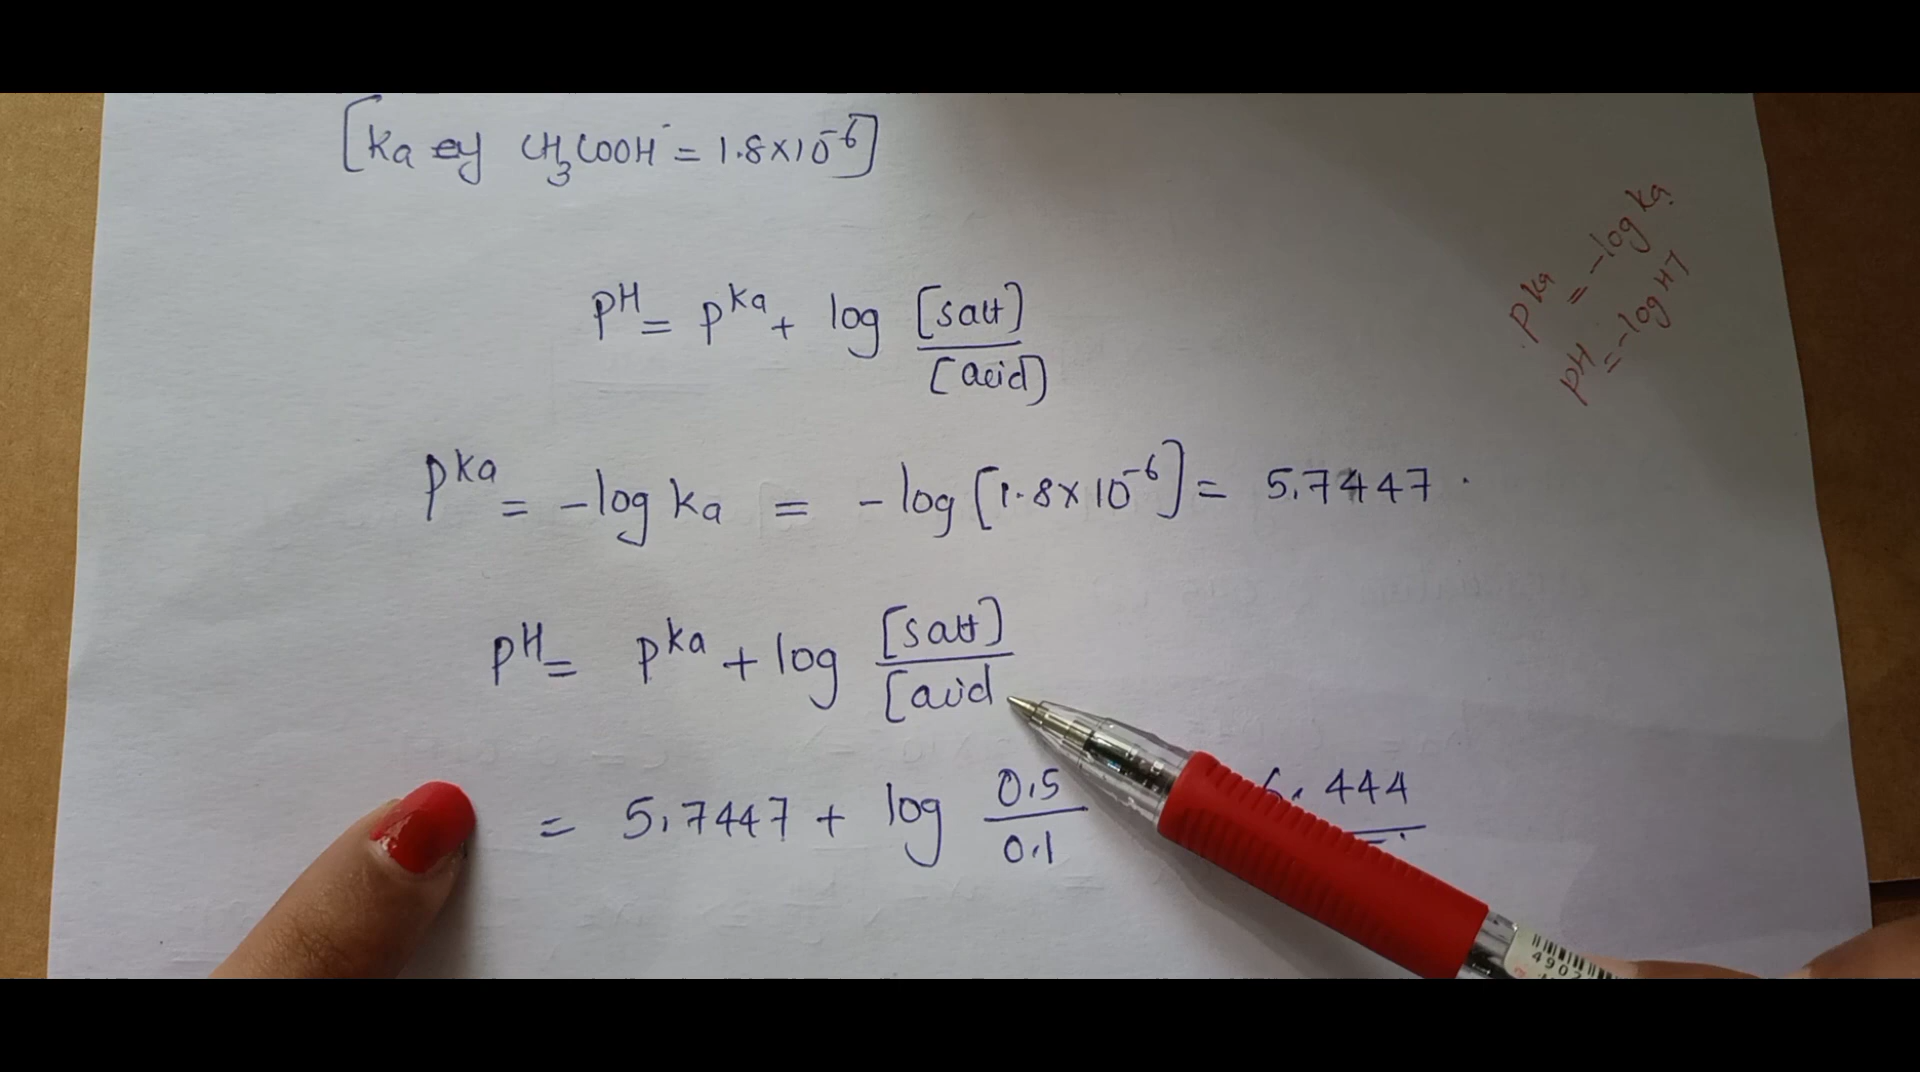 [Ka of CH3COOH = 1.8×10^-6]
pKa = -log Ka
pH = -log H+
pH = pKa + log [salt]/[acid]
pKa = -log Ka = -log [1.8×10^-6] = 5.7447.
pH = pKa + log [salt]/[acid
= 5.7447 + log 0.5/0.1 6.444
490